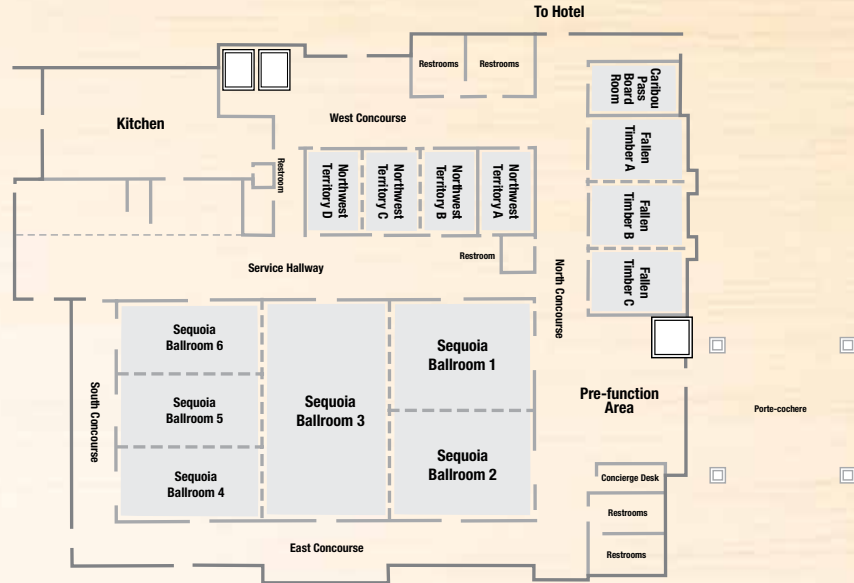 To Hotel
Restrooms
Restrooms
Caribou
Pass
Board
Room
Kitchen
West Concourse
Fallen
Timber A
Restroom
Northwest
Territory D
Northwest
Territory C
Northwest
Territory B
Northwest
Territory A
Fallen
Timber B
Restroom
Service Hallway
North Concourse
Fallen
Timber C
Sequoia
Ballroom 6
Sequoia
Ballroom 1
Sequoia
Ballroom 5
Sequoia
Ballroom 3
South Concourse
Pre-function
Area
Porte-cochere
Sequoia
Ballroom 4
Sequoia
Ballroom 2
Concierge Desk
Restrooms
East Concourse
Restrooms